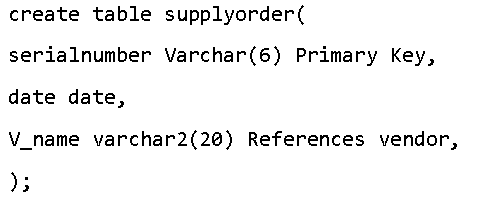 create table supplyorder(
serialnumber Varchar(6) Primary Key,
date date,
V_name varchar2(20) References vendor,
);